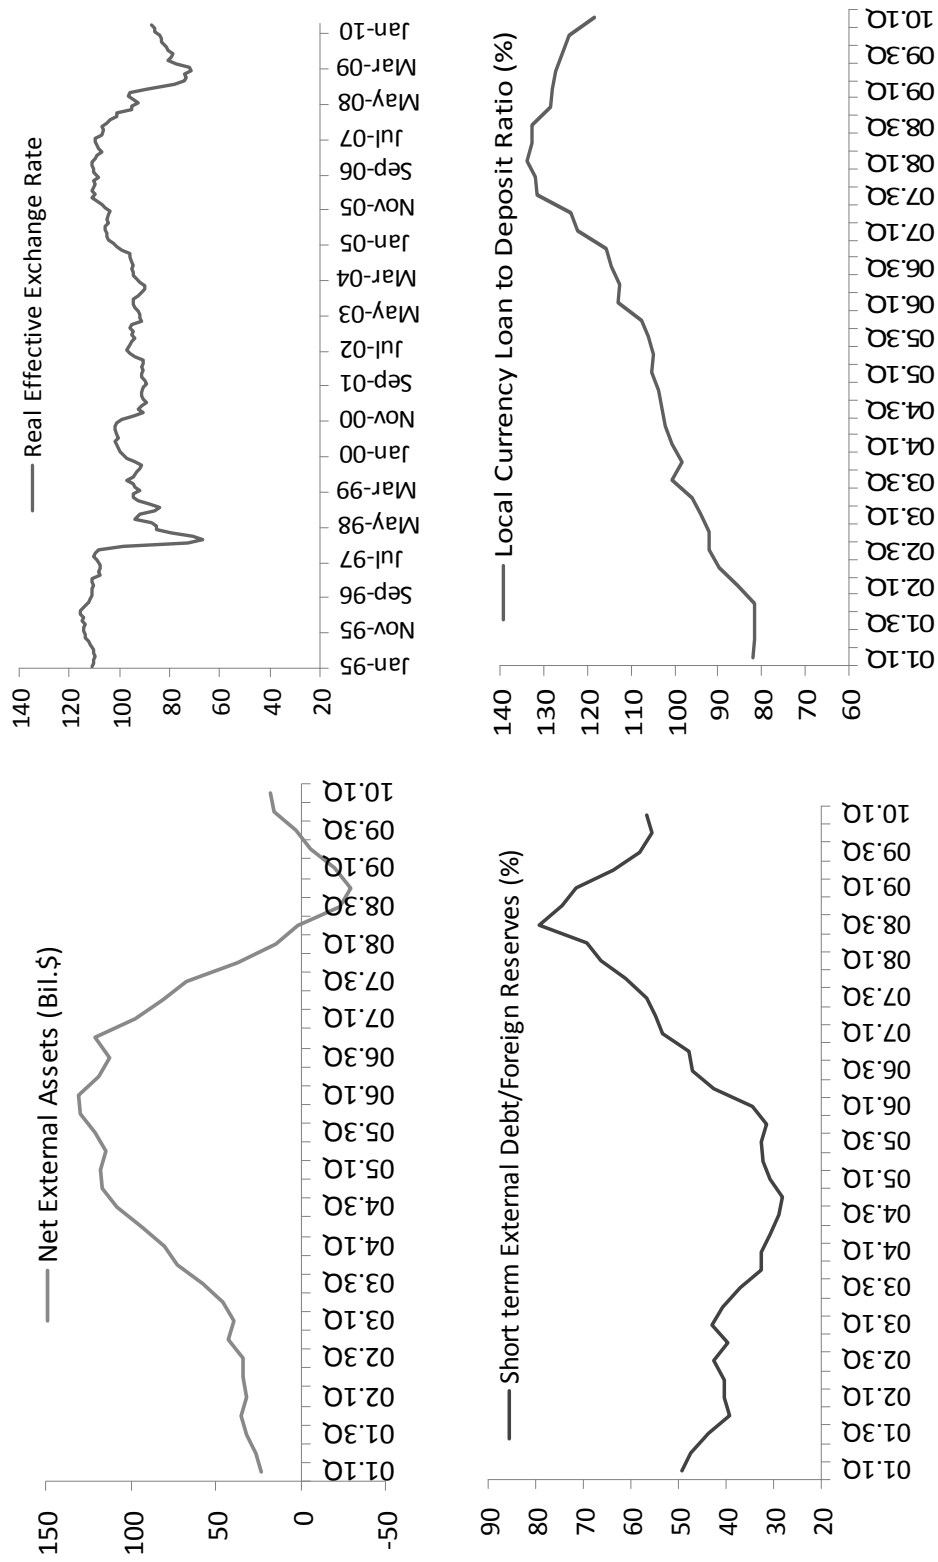 Net External Assets (Bil.$)
150
100
50
0
-50
01.1Q
01.3Q
02.1Q
02.3Q
03.1Q
03.3Q
04.1Q
04.3Q
05.1Q
05.3Q
06.1Q
06.3Q
07.1Q
07.3Q
08.1Q
08.3Q
09.1Q
09.3Q
10.1Q
Real Effective Exchange Rate
140
120
100
80
60
40
20
Jan-95
Nov-95
Sep-96
Jul-97
May-98
Mar-99
Jan-00
Nov-00
Sep-01
Jul-02
May-03
Mar-04
Jan-05
Nov-05
Sep-06
Jul-07
May-08
Mar-09
Jan-10
Short term External Debt/Foreign Reserves (%)
90
80
70
60
50
40
30
20
01.1Q
01.3Q
02.1Q
02.3Q
03.1Q
03.3Q
04.1Q
04.3Q
05.1Q
05.3Q
06.1Q
06.3Q
07.1Q
07.3Q
08.1Q
08.3Q
09.1Q
09.3Q
10.1Q
Local Currency Loan to Deposit Ratio (%)
140
130
120
110
100
90
80
70
60
01.1Q
01.3Q
02.1Q
02.3Q
03.1Q
03.3Q
04.1Q
04.3Q
05.1Q
05.3Q
06.1Q
06.3Q
07.1Q
07.3Q
08.1Q
08.3Q
09.1Q
09.3Q
10.1Q